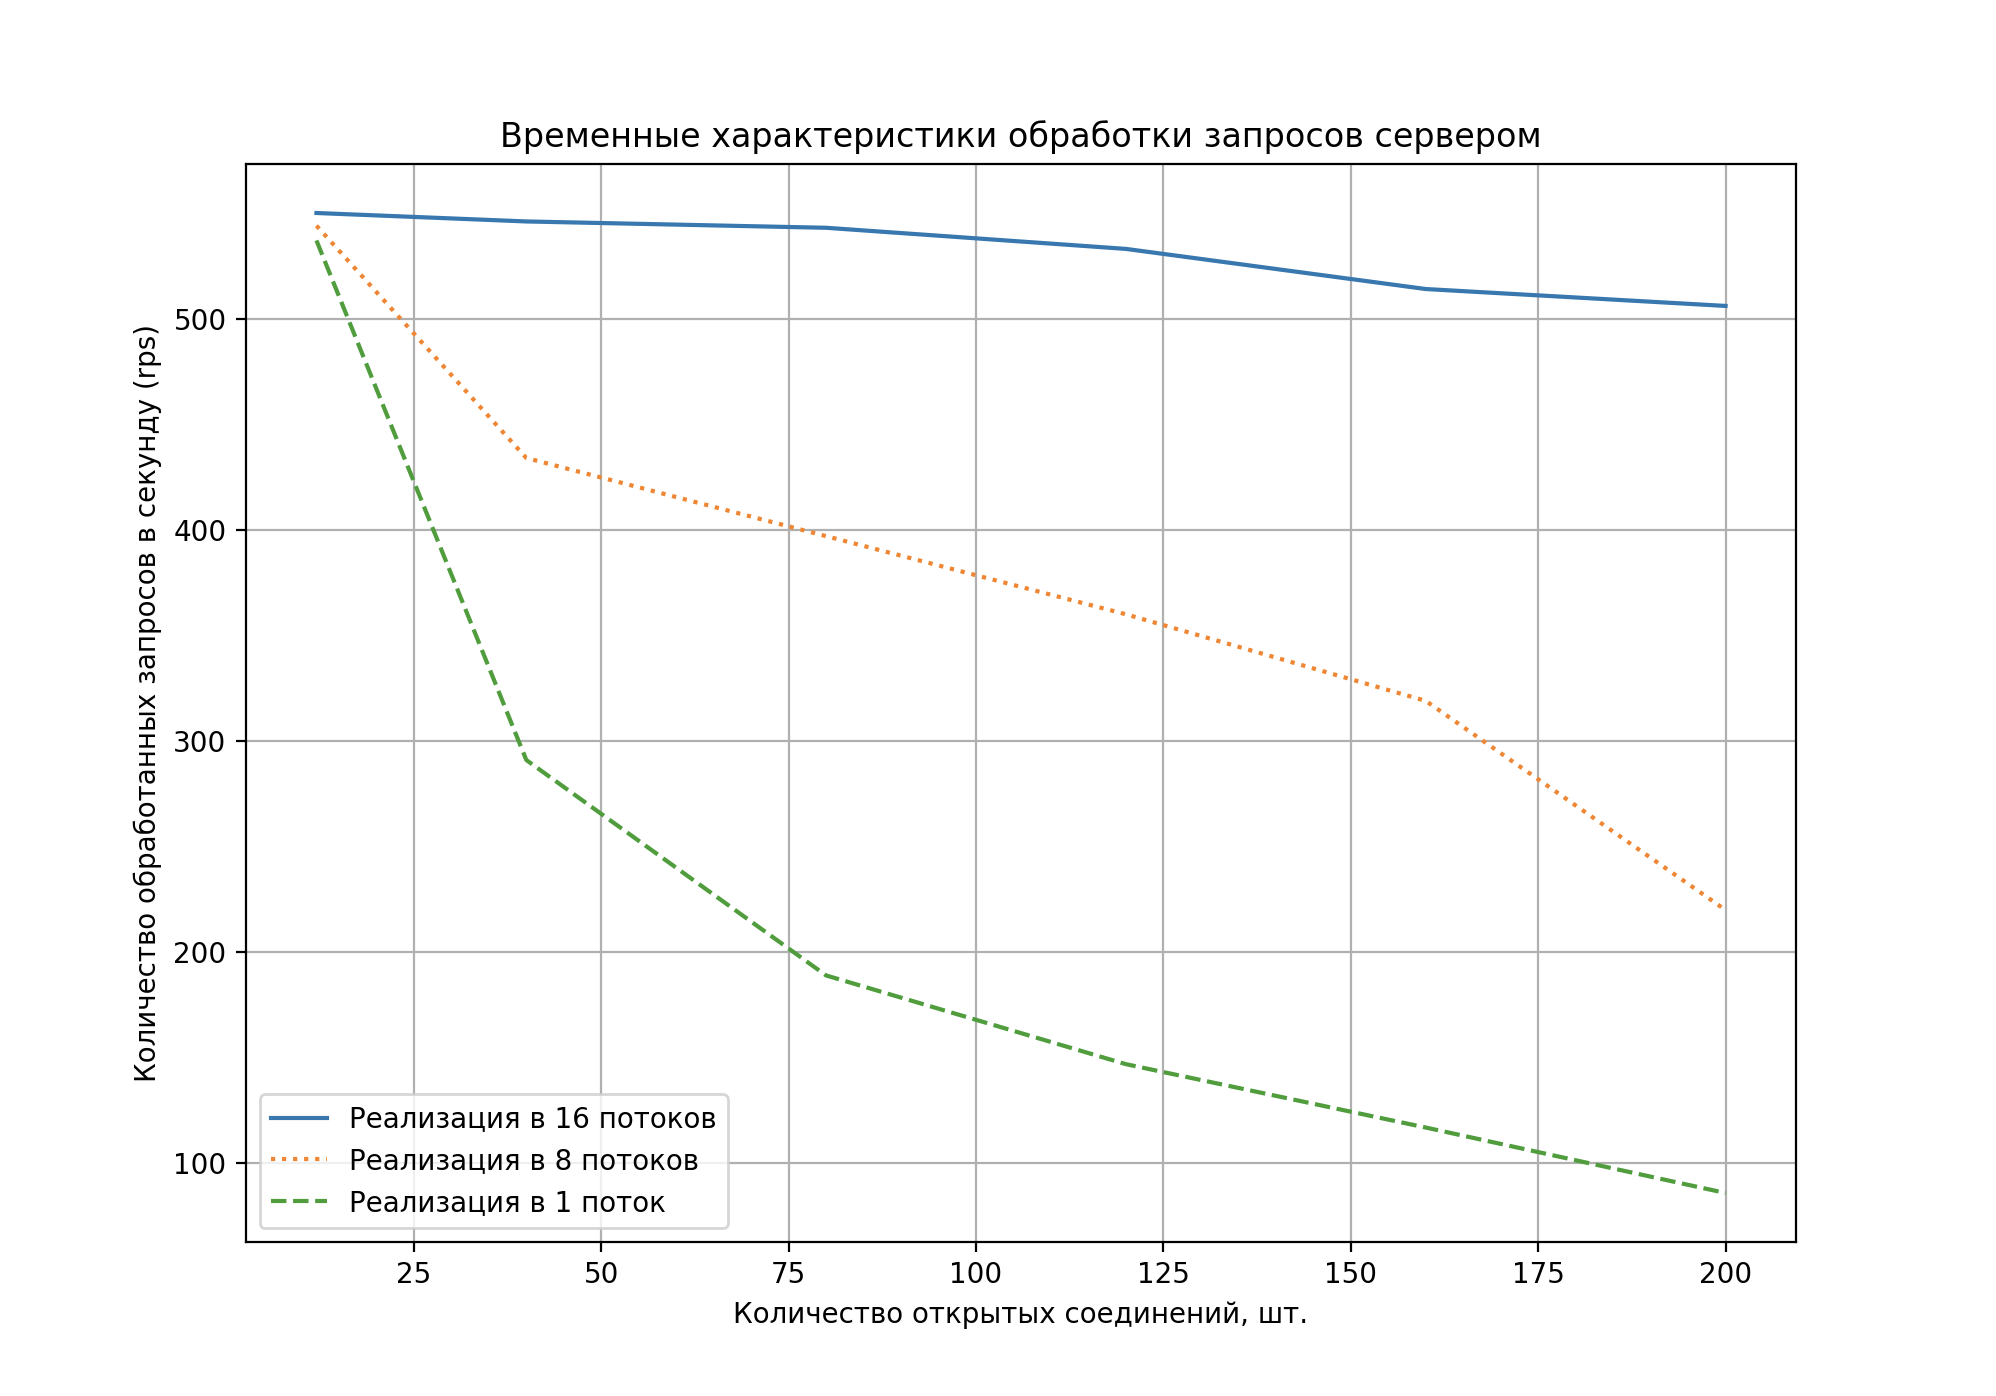 Временные характеристики обработки запросов сервером
Количество обработанных запросов в секунду (rps)
500
400
300
200
100
Реализация в 16 потоков
Реализация в 8 потоков
Реализация в 1 поток
25 50 75 100 125 150 175 200
Количество открытых соединений, шт.